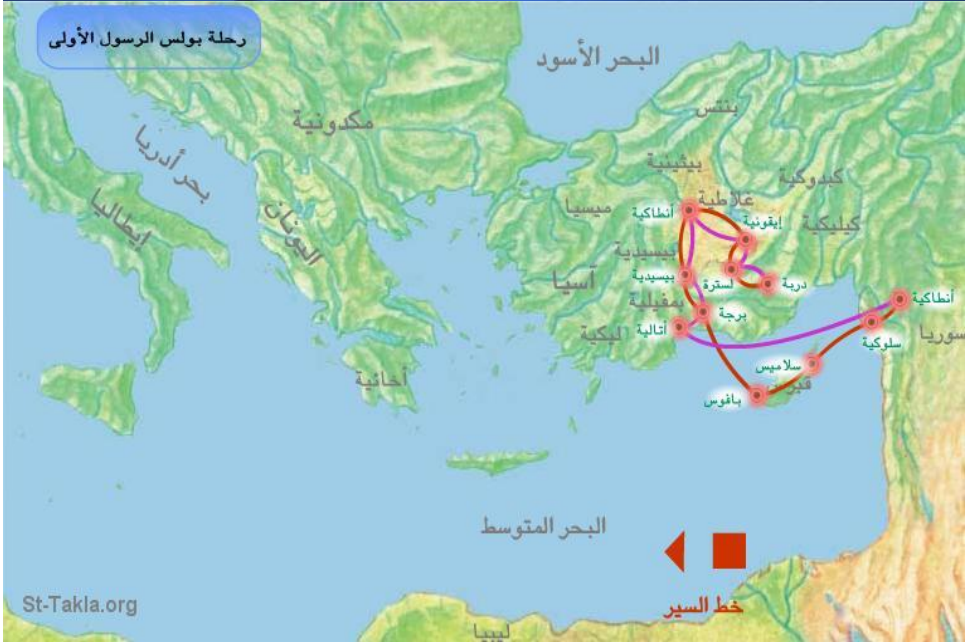 رحلة بولس الرسول الأولى
البحر الأسود
بنتس
مكدونية
بحر أدريا
بيثينية
كبدوكية
غلاطية
إيطاليا
اليونان
ميسيا
أنطاكية
إيقونية
كيليكية
بيسيدية
آسيا
بيسيدية
لسترة
دربة
أنطاكية
بمفيلية
برجة
ليكية
أتالية
سلوكية
سوريا
سلاميس
أخائية
قبرص
بافوس
البحر المتوسط
St-Takla.org
خط السير
ليبيا